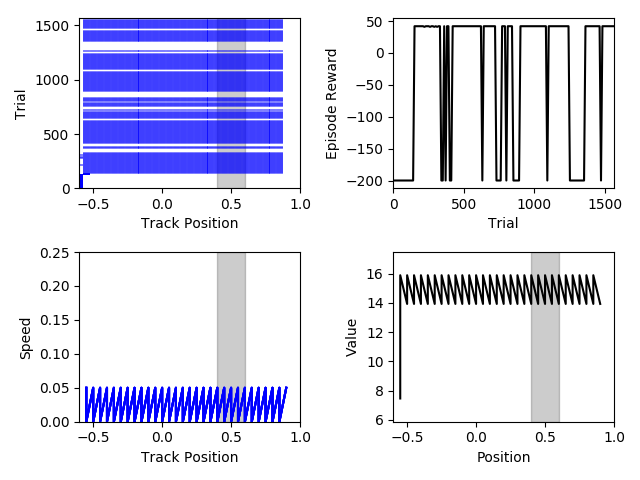 1500
1000
500
0
Trial
−0.5 0.0 0.5 1.0
Track Position
50
0
−50
−100
−150
−200
Episode Reward
0 500 1000 1500
Trial
0.25
0.20
0.15
0.10
0.05
0.00
Speed
−0.5 0.0 0.5 1.0
Track Position
16
14
12
10
8
6
Value
−0.5 0.0 0.5 1.0
Position